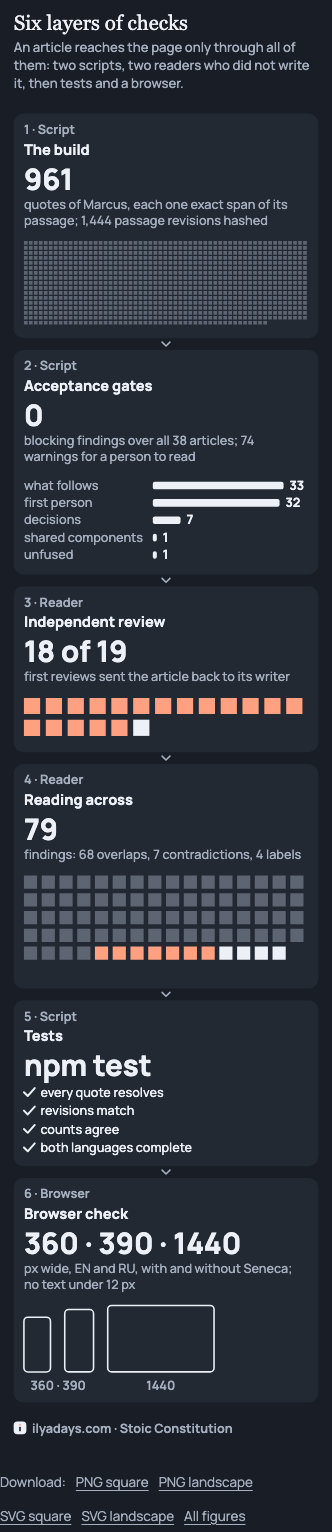 Six layers of checks
An article reaches the page only through all of
them: two scripts, two readers who did not write
it, then tests and a browser.
1 · Script
The build
961
quotes of Marcus, each one exact span of its
passage; 1,444 passage revisions hashed
2 · Script
Acceptance gates
0
blocking findings over all 38 articles; 74
warnings for a person to read
what follows 33
first person 32
decisions 7
shared components 1
unfused 1
3 · Reader
Independent review
18 of 19
first reviews sent the article back to its writer
4 · Reader
Reading across
79
findings: 68 overlaps, 7 contradictions, 4 labels
5 · Script
Tests
npm test
every quote resolves
revisions match
counts agree
both languages complete
6 · Browser
Browser check
360 · 390 · 1440
px wide, EN and RU, with and without Seneca;
no text under 12 px
360 · 390 1440
ilyadays.com · Stoic Constitution
Download: PNG square PNG landscape
SVG square SVG landscape All figures